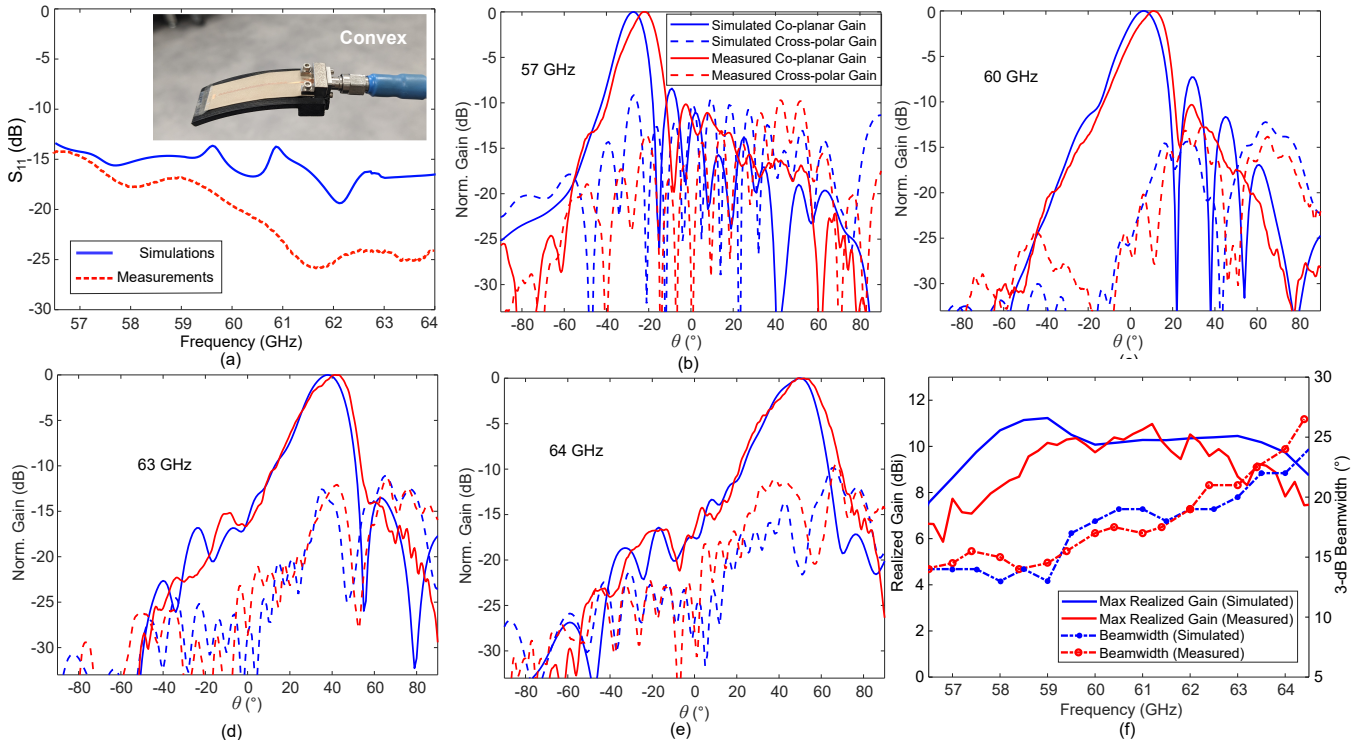 0
-5
-10
-15
-20
-25
-30
S11 (dB)
Convex
Simulations
Measurements
57 58 59 60 61 62 63 64
Frequency (GHz)
(a)
0
-5
-10
-15
-20
-25
-30
Norm. Gain (dB)
57 GHz
Simulated Co-planar Gain
Simulated Cross-polar Gain
Measured Co-planar Gain
Measured Cross-polar Gain
-80 -60 -40 -20 0 20 40 60 80
θ (°)
(b)
0
-5
-10
-15
-20
-25
-30
Norm. Gain (dB)
60 GHz
-80 -60 -40 -20 0 20 40 60 80
θ (°)
0
-5
-10
-15
-20
-25
-30
Norm. Gain (dB)
63 GHz
-80 -60 -40 -20 0 20 40 60 80
θ (°)
(d)
0
-5
-10
-15
-20
-25
-30
Norm. Gain (dB)
64 GHz
-80 -60 -40 -20 0 20 40 60 80
θ (°)
(e)
12
10
8
6
4
2
0
Realized Gain (dBi)
30
25
20
15
10
5
3-dB Beamwidth (°)
Max Realized Gain (Simulated)
Max Realized Gain (Measured)
Beamwidth (Simulated)
Beamwidth (Measured)
57 58 59 60 61 62 63 64
Frequency (GHz)
(f)